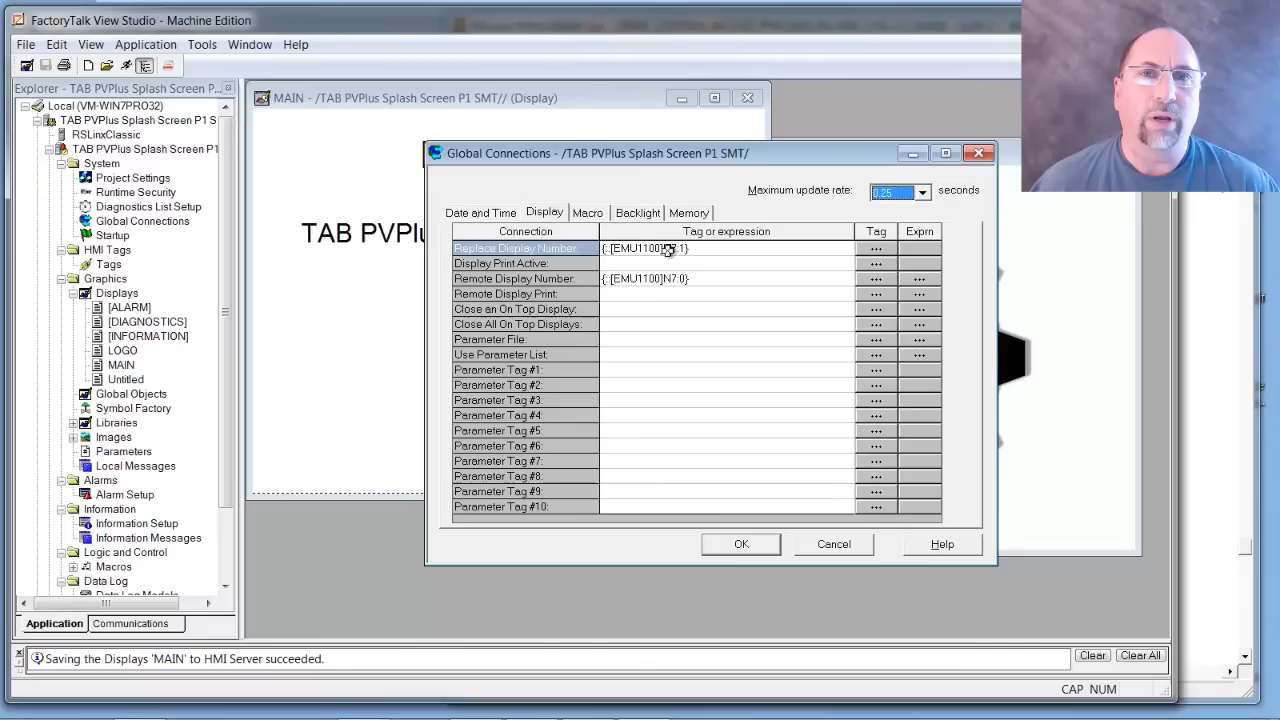 FactoryTalk View Studio - Machine Edition
File Edit View Application Tools Window Help
Explorer - TAB PVPlus Splash Screen P...
Local (VM-WIN7PRO32)
TAB PVPlus Splash Screen P1 S
RSLinxClassic
TAB PVPlus Splash Screen P1
System
Project Settings
Runtime Security
Diagnostics List Setup
Global Connections
Startup
HMI Tags
Tags
Graphics
Displays
[ALARM]
[DIAGNOSTICS]
[INFORMATION]
LOGO
MAIN
Untitled
Global Objects
Symbol Factory
Libraries
Images
Parameters
Local Messages
Alarms
Alarm Setup
Information
Information Setup
Information Messages
Logic and Control
Macros
Data Log
Data Log Models
Application Communications
MAIN - /TAB PVPlus Splash Screen P1 SMT// (Display)
TAB PVPlu
Global Connections - /TAB PVPlus Splash Screen P1 SMT/
Maximum update rate: 0.25 seconds
Date and Time Display Macro Backlight Memory
Connection Tag or expression Tag Exprn
Replace Display Number: {::[EMU1100]N7:1}
Display Print Active:
Remote Display Number: {::[EMU1100]N7:0}
Remote Display Print:
Close an On Top Display:
Close All On Top Displays:
Parameter File:
Use Parameter List:
Parameter Tag #1:
Parameter Tag #2:
Parameter Tag #3:
Parameter Tag #4:
Parameter Tag #5:
Parameter Tag #6:
Parameter Tag #7:
Parameter Tag #8:
Parameter Tag #9:
Parameter Tag #10:
OK Cancel Help
Saving the Displays 'MAIN' to HMI Server succeeded.
Clear Clear All
CAP NUM